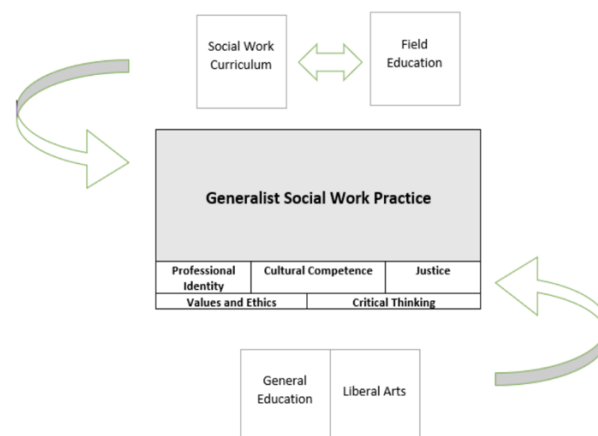 Social Work
Curriculum
Field
Education
Generalist Social Work Practice
Professional
Identity
Cultural Competence
Justice
Values and Ethics
Critical Thinking
General
Education
Liberal Arts